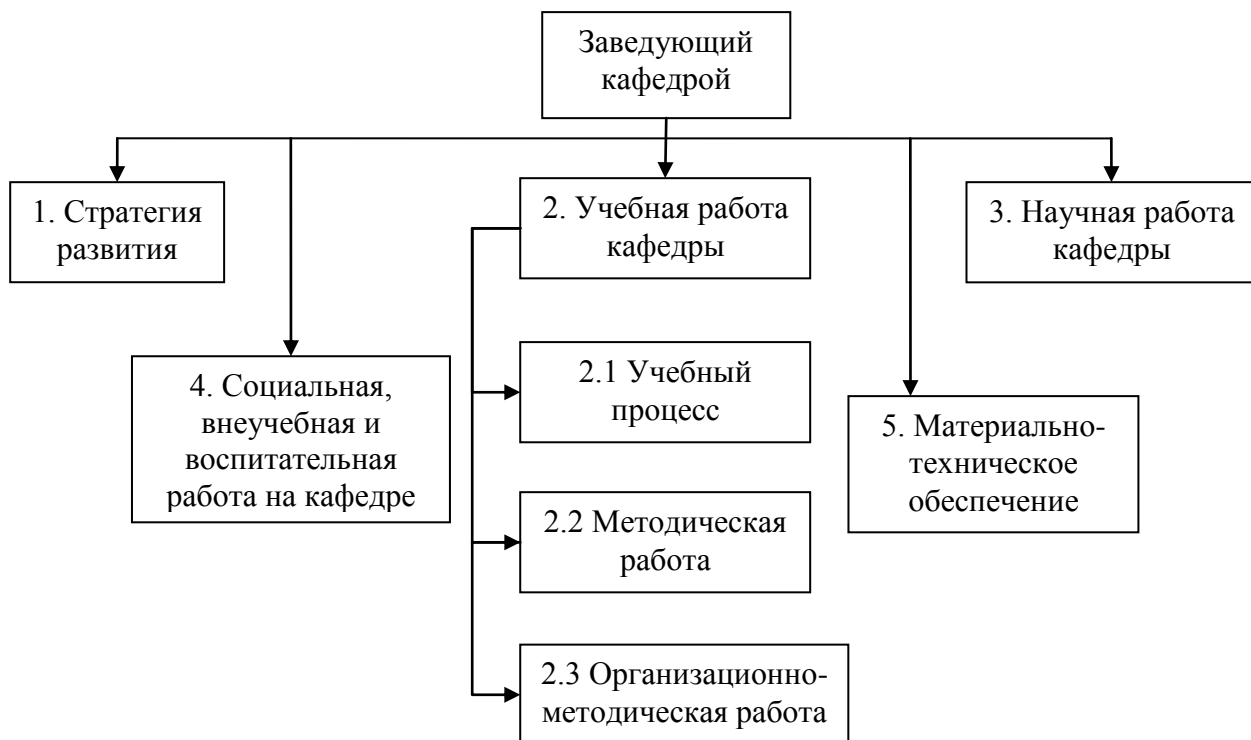 Заведующий
кафедрой
1. Стратегия
развития
2. Учебная работа
кафедры
3. Научная работа
кафедры
4. Социальная,
внеучебная и
воспитательная
работа на кафедре
2.1 Учебный
процесс
5. Материально-
техническое
обеспечение
2.2 Методическая
работа
2.3 Организационно-
методическая работа